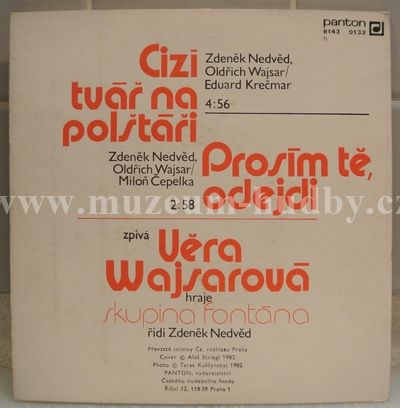 panton
8143 0132
h
Cizí
tvář na
polštáři
Zdeněk Nedvěd,
Oldřich Wajsar/
Eduard Krečmar
4:56
Zdeněk Nedvěd,
Oldřich Wajsar/
Miloň Čepelka
2:58
Prosím tě,
odejdi
www.muzeum-hudby.cz
zpívá
Věra
Wajsarová
hraje
skupina fontána
řídí Zdeněk Nedvěd
Převzaté snímky Čs. rozhlasu Praha
Cover © Aleš Striegl 1982
Photo © Taras Kuščynskyj 1982
PANTON, vydavatelství
Českého hudebního fondu
Říční 12, 118 39 Praha 1